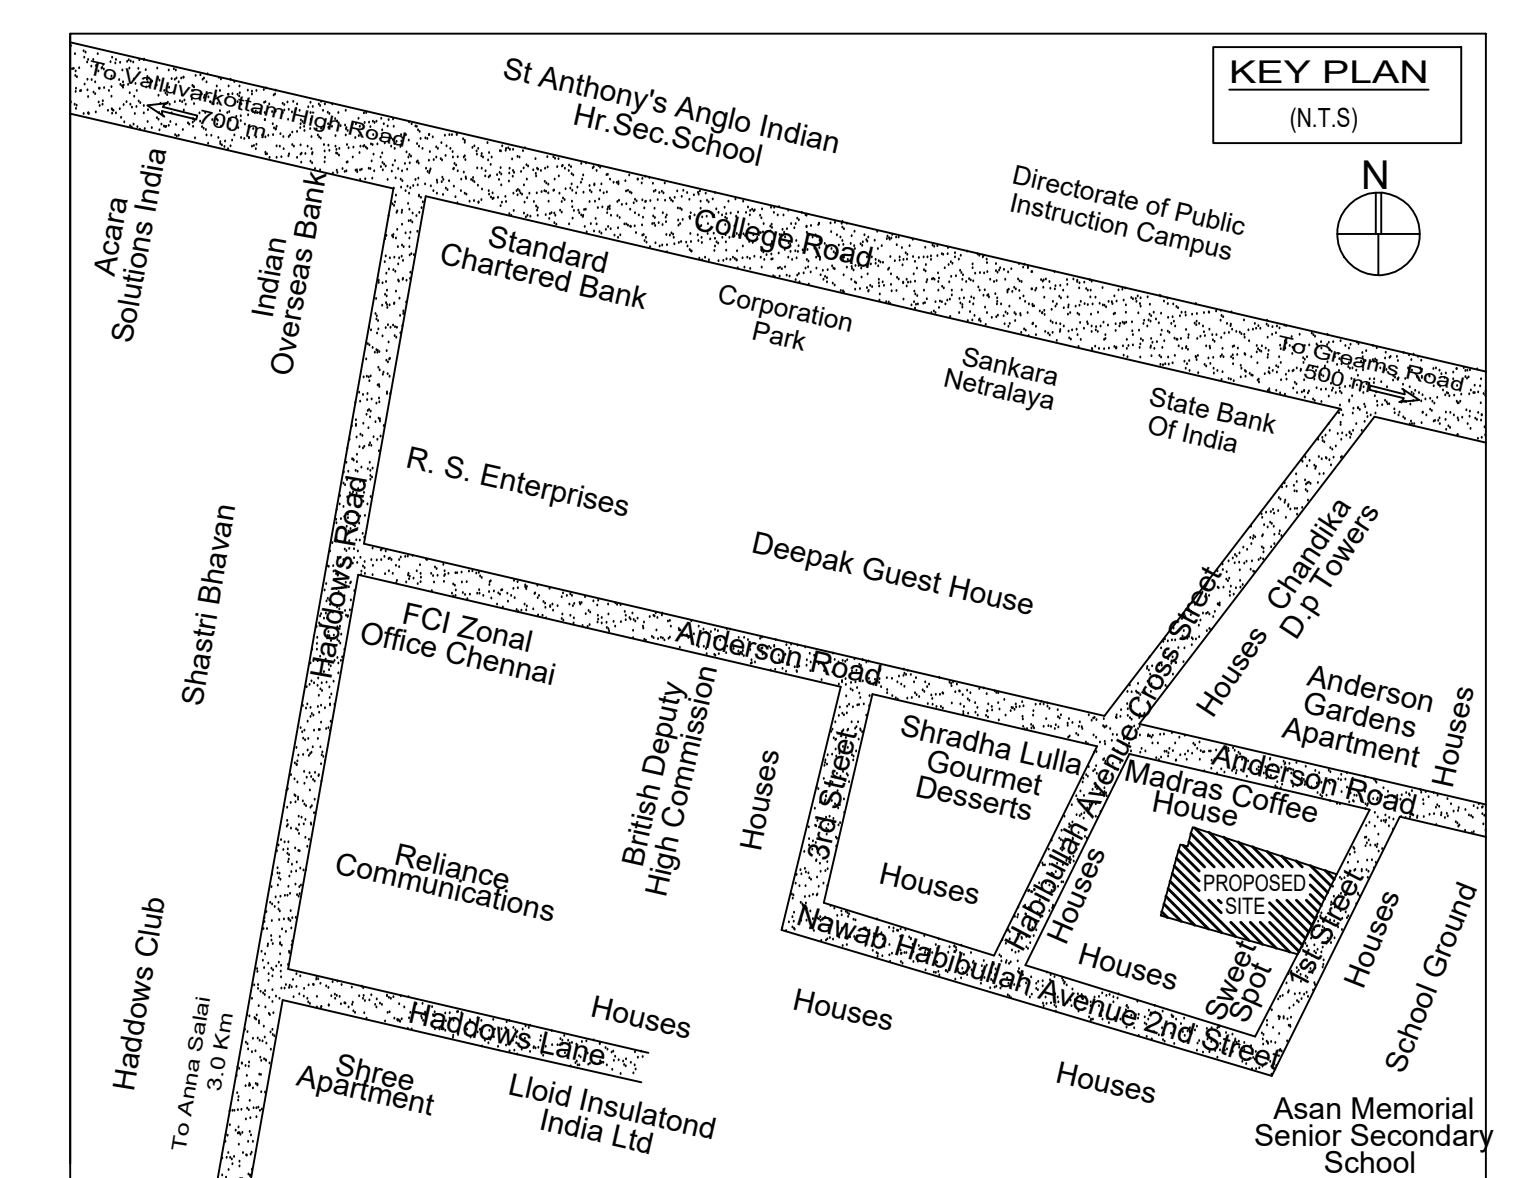 KEY PLAN
(N.T.S)
N
To Valluvarkottam High Road
700 m
St Anthony's Anglo Indian
Hr.Sec.School
Directorate of Public
Instruction Campus
College Road
To Greams Road
500 m
Acara
Solutions India
Indian
Overseas Bank
Standard
Chartered Bank
Corporation
Park
Sankara
Netralaya
State Bank
Of India
R. S. Enterprises
Deepak Guest House
Shastri Bhavan
Haddows Road
Haddows Road
FCI Zonal
Office Chennai
Anderson Road
Chandika
D.p Towers
Houses
Anderson
Gardens
Apartment
Houses
Habibullah Avenue Cross Street
British Deputy
High Commission
Houses
3rd Street
Shradha Lulla
Gourmet
Desserts
Houses
Anderson Road
Madras Coffee
House
PROPOSED
SITE
Houses
Houses
Sweet
Spot
1st Street
Houses
School Ground
Reliance
Communications
Nawab Habibullah Avenue 2nd Street
Haddows Club
To Anna Salai
3.0 Km
Haddows Lane
Houses
Houses
Houses
Shree
Apartment
Lloid Insulatond
India Ltd
Asan Memorial
Senior Secondary
School